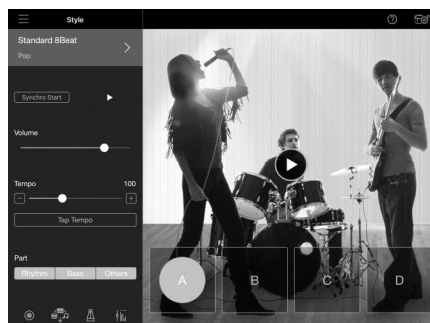 Style
Standard 8Beat
Pop
Synchro Start
Volume
Tempo 100
Tap Tempo
Part
Rhythm Bass Others
A B C D